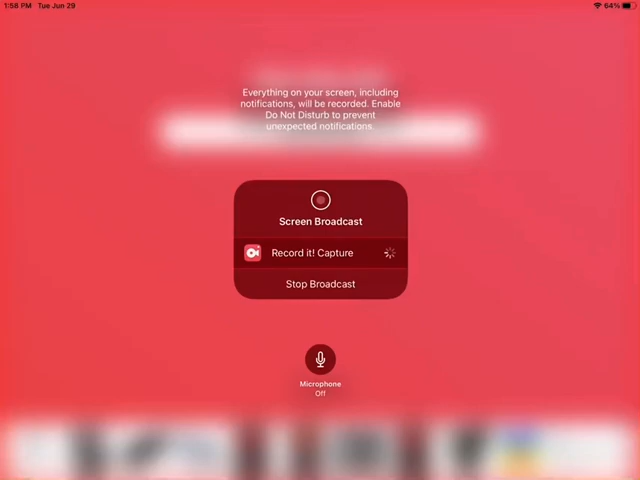 1:58 PM Tue Jun 29
64%
Everything on your screen, including
notifications, will be recorded. Enable
Do Not Disturb to prevent
unexpected notifications.
Screen Broadcast
Record it! Capture
Stop Broadcast
Microphone
Off